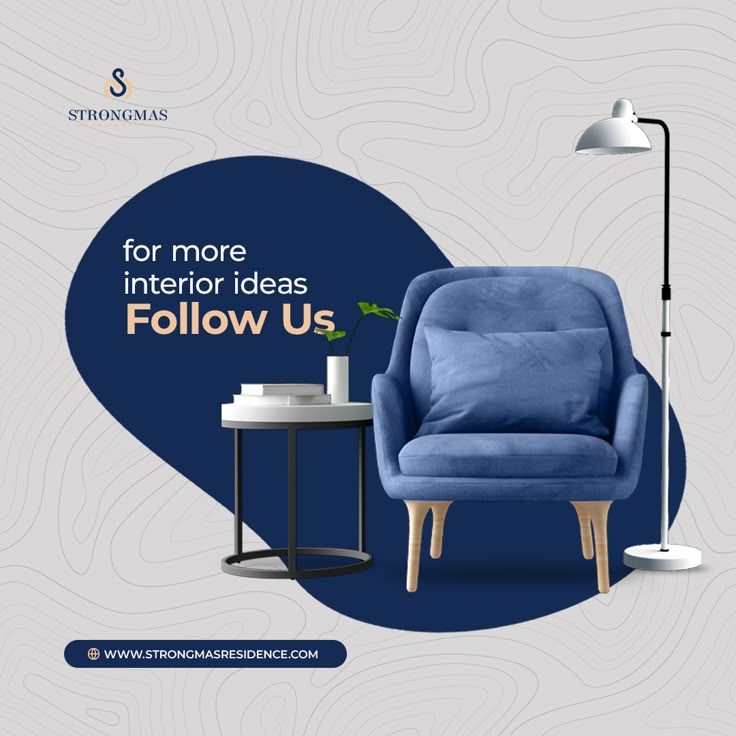 S
STRONGMAS
for more
interior ideas
Follow Us
WWW.STRONGMASRESIDENCE.COM